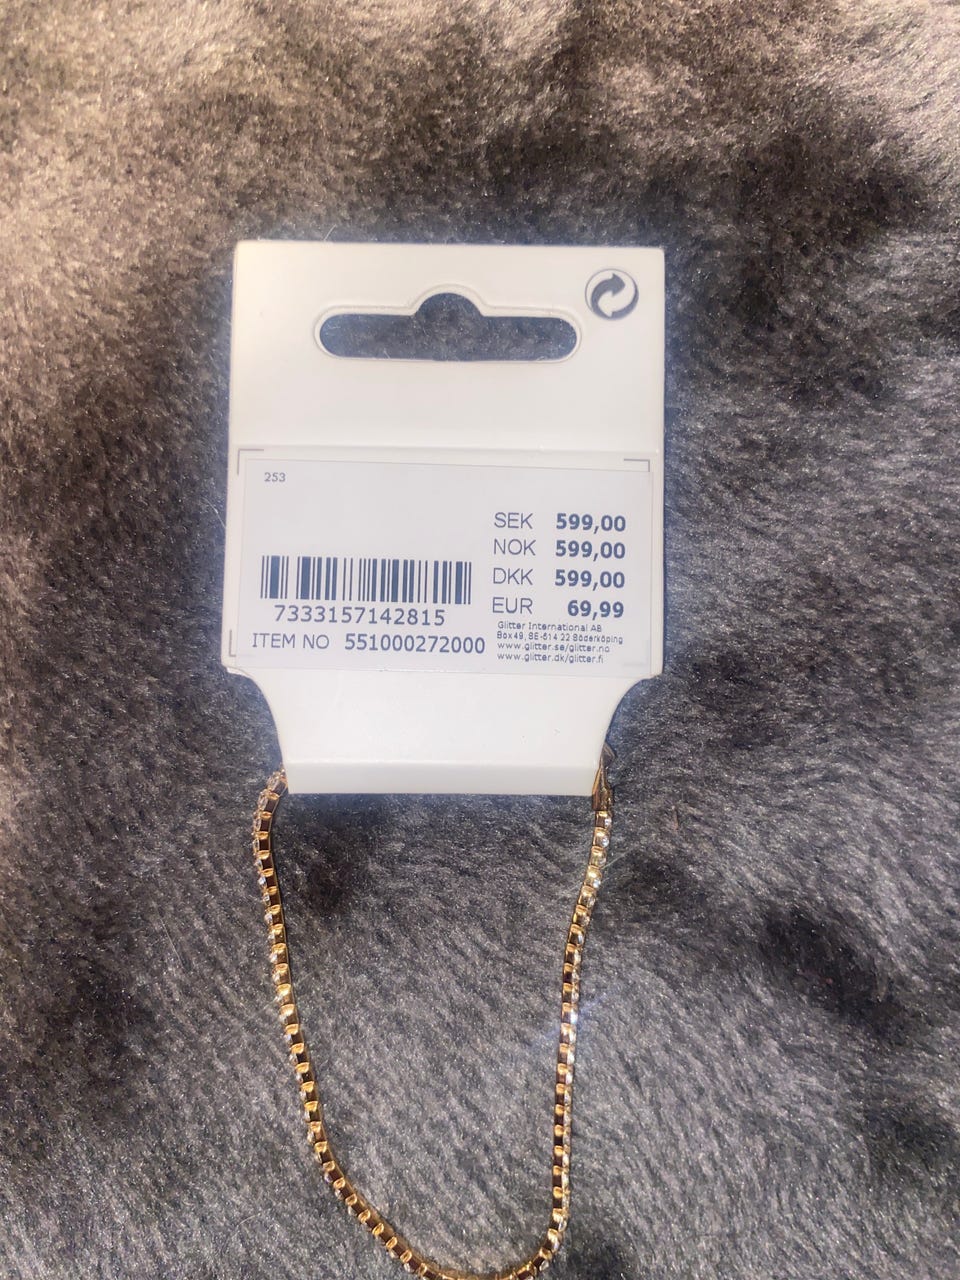 253
SEK 599,00
NOK 599,00
DKK 599,00
EUR 69,99
7333157142815
ITEM NO 551000272000
Glitter International AB
Box 49, SE-614 22 Söderköping
www.glitter.se/glitter.no
www.glitter.dk/glitter.fi